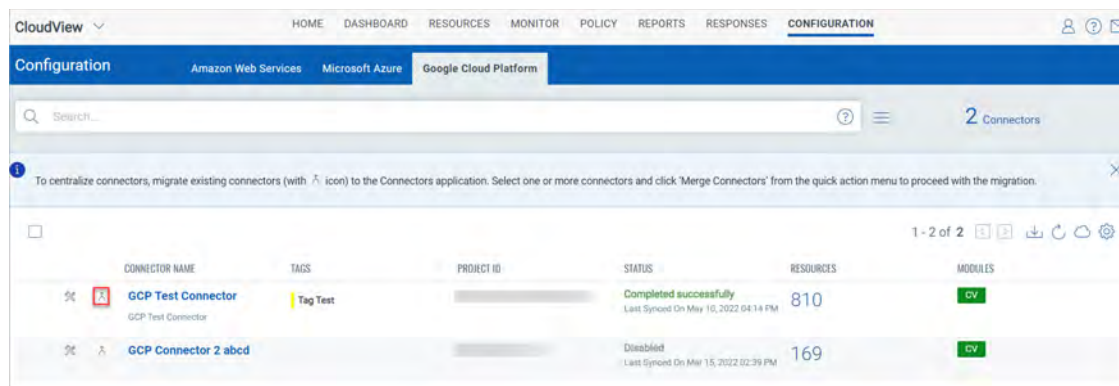 CloudView
HOME DASHBOARD RESOURCES MONITOR POLICY REPORTS RESPONSES CONFIGURATION
Configuration Amazon Web Services Microsoft Azure Google Cloud Platform
Search... 2 Connectors
To centralize connectors, migrate existing connectors (with icon) to the Connectors application. Select one or more connectors and click 'Merge Connectors' from the quick action menu to proceed with the migration.
1 - 2 of 2
CONNECTOR NAME TAGS PROJECT ID STATUS RESOURCES MODULES
GCP Test Connector Tag Test Completed successfully 810 CV
GCP Test Connector Last Synced On May 10, 2022 04:14 PM
GCP Connector 2 abcd Disabled 169 CV
Last Synced On Mar 15, 2022 02:39 PM